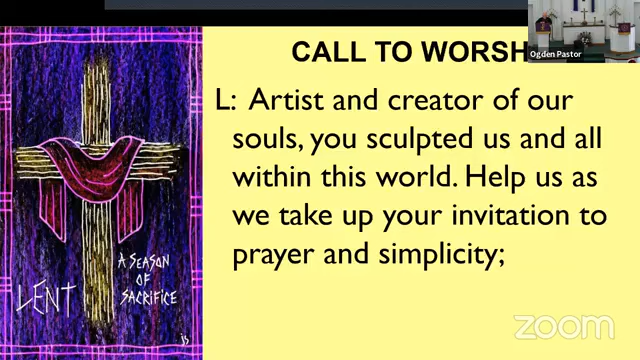 CALL TO WORSH
Ogden Pastor
L: Artist and creator of our
souls, you sculpted us and all
within this world. Help us as
we take up your invitation to
prayer and simplicity;
LENT
A SEASON
OF
SACRIFICE
js
zoom